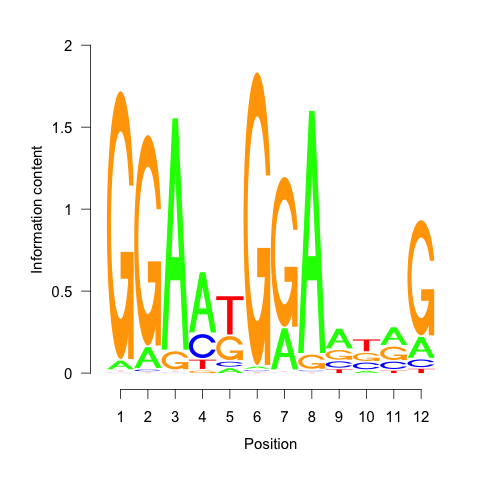 2
1.5
1
0.5
0
Information content
G G A A T G G A A T A G
A A G C G A A G G G G A
T C C C C C
G A T T T
1 2 3 4 5 6 7 8 9 10 11 12
Position